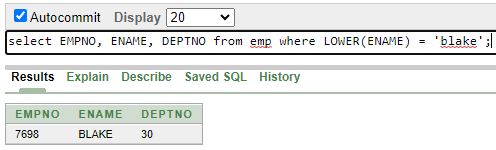 Autocommit Display 20
select EMPNO, ENAME, DEPTNO from emp where LOWER(ENAME) = 'blake';
Results Explain Describe Saved SQL History
EMPNO ENAME DEPTNO
7698 BLAKE 30